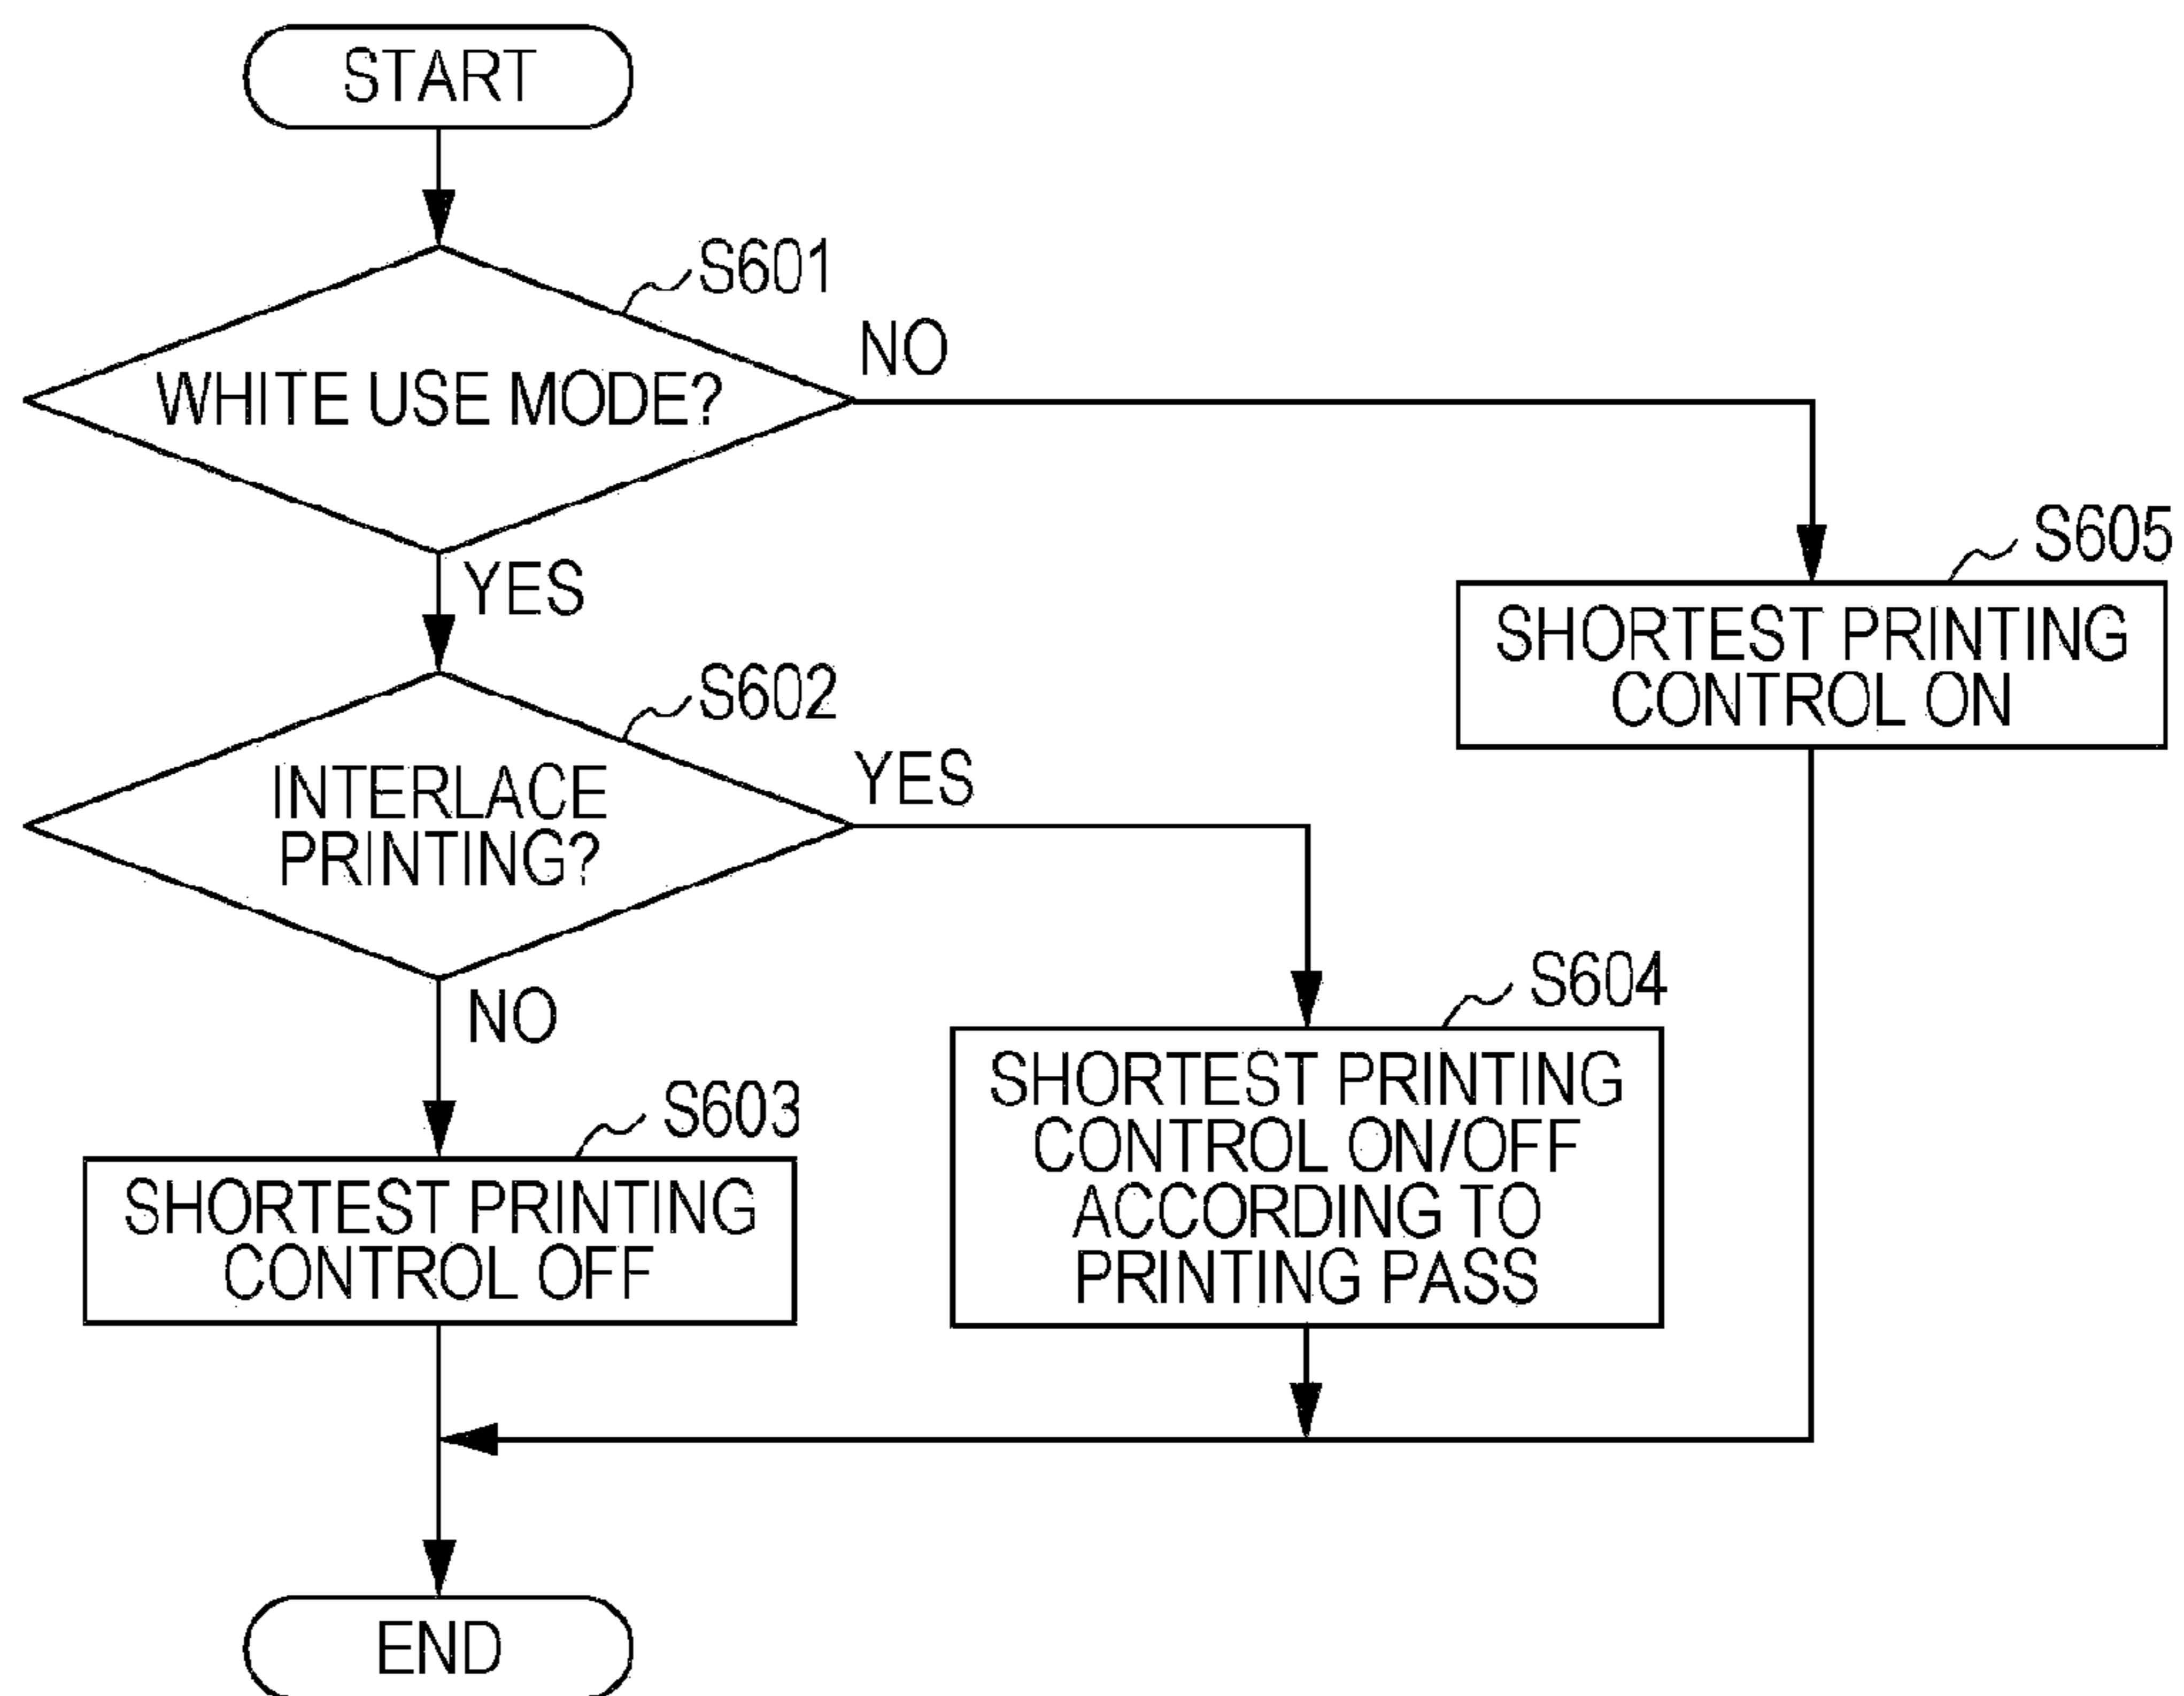 START
S601
WHITE USE MODE?
NO
YES
S605
SHORTEST PRINTING
CONTROL ON
S602
INTERLACE
PRINTING?
YES
NO
S604
SHORTEST PRINTING
CONTROL ON/OFF
ACCORDING TO
PRINTING PASS
S603
SHORTEST PRINTING
CONTROL OFF
END